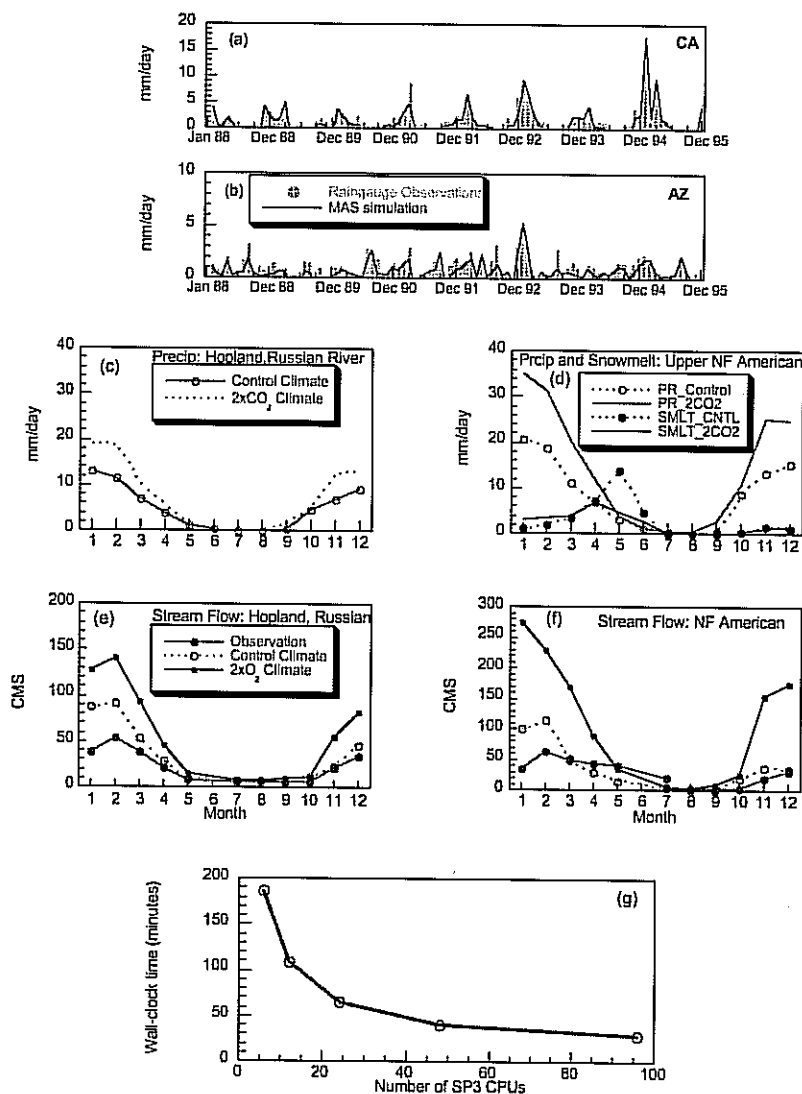 (a)
CA
mm/day
20
15
10
5
0
Jan 88 Dec 88 Dec 89 Dec 90 Dec 91 Dec 92 Dec 93 Dec 94 Dec 95
(b)
AZ
Raingauge Observations
MAS simulation
mm/day
10
5
0
Jan 88 Dec 88 Dec 89 Dec 90 Dec 91 Dec 92 Dec 93 Dec 94 Dec 95
(c) Precip: Hopland,Russian River
Control Climate
2xCO2 Climate
mm/day
40
30
20
10
0
1 2 3 4 5 6 7 8 9 10 11 12
Prcip and Snowmelt: Upper NF American
(d)
PR_Control
PR_2CO2
SMLT_CNTL
SMLT_2CO2
mm/day
40
30
20
10
0
1 2 3 4 5 6 7 8 9 10 11 12
(e) Stream Flow: Hopland, Russian
Observation
Control Climate
2xO2 Climate
CMS
200
150
100
50
0
1 2 3 4 5 6 7 8 9 10 11 12
Month
(f)
Stream Flow: NF American
CMS
300
250
200
150
100
50
0
1 2 3 4 5 6 7 8 9 10 11 12
Month
(g)
Wall-clock time (minutes)
200
150
100
50
0
0 20 40 60 80 100
Number of SP3 CPUs